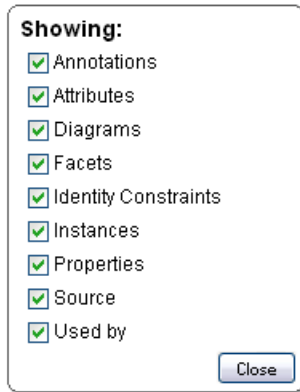 Showing:
Annotations
Attributes
Diagrams
Facets
Identity Constraints
Instances
Properties
Source
Used by
Close